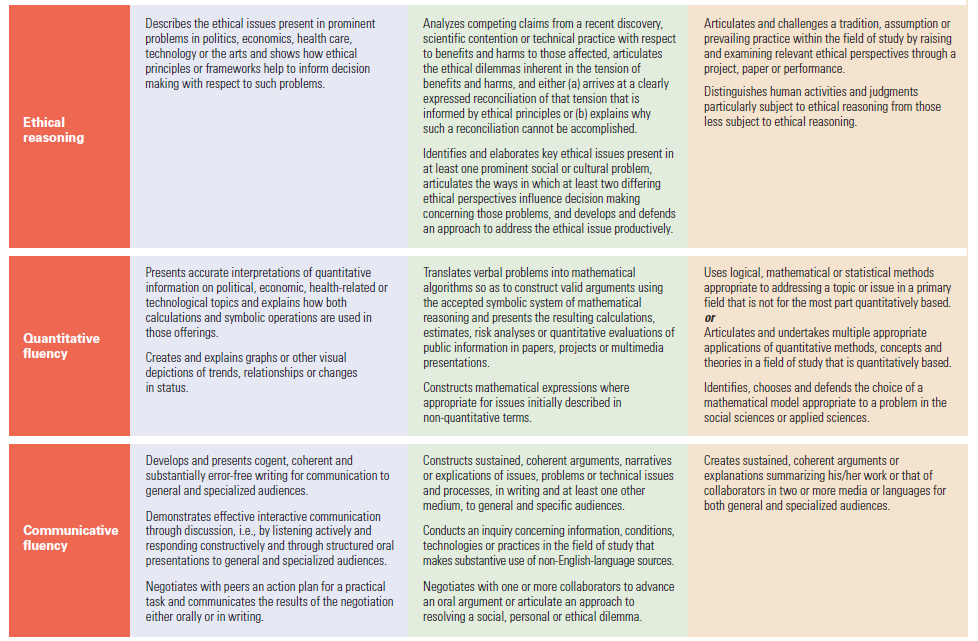 Ethical
reasoning
Describes the ethical issues present in prominent
problems in politics, economics, health care,
technology or the arts and shows how ethical
principles or frameworks help to inform decision
making with respect to such problems.
Analyzes competing claims from a recent discovery,
scientific contention or technical practice with respect
to benefits and harms to those affected, articulates
the ethical dilemmas inherent in the tension of
benefits and harms, and either (a) arrives at a clearly
expressed reconciliation of that tension that is
informed by ethical principles or (b) explains why
such a reconciliation cannot be accomplished.
Identifies and elaborates key ethical issues present in
at least one prominent social or cultural problem,
articulates the ways in which at least two differing
ethical perspectives influence decision making
concerning those problems, and develops and defends
an approach to address the ethical issue productively.
Articulates and challenges a tradition, assumption or
prevailing practice within the field of study by raising
and examining relevant ethical perspectives through a
project, paper or performance.
Distinguishes human activities and judgments
particularly subject to ethical reasoning from those
less subject to ethical reasoning.
Quantitative
fluency
Presents accurate interpretations of quantitative
information on political, economic, health-related or
technological topics and explains how both
calculations and symbolic operations are used in
those offerings.
Creates and explains graphs or other visual
depictions of trends, relationships or changes
in status.
Translates verbal problems into mathematical
algorithms so as to construct valid arguments using
the accepted symbolic system of mathematical
reasoning and presents the resulting calculations,
estimates, risk analyses or quantitative evaluations of
public information in papers, projects or multimedia
presentations.
Constructs mathematical expressions where
appropriate for issues initially described in
non-quantitative terms.
Uses logical, mathematical or statistical methods
appropriate to addressing a topic or issue in a primary
field that is not for the most part quantitatively based.
or
Articulates and undertakes multiple appropriate
applications of quantitative methods, concepts and
theories in a field of study that is quantitatively based.
Identifies, chooses and defends the choice of a
mathematical model appropriate to a problem in the
social sciences or applied sciences.
Communicative
fluency
Develops and presents cogent, coherent and
substantially error-free writing for communication to
general and specialized audiences.
Demonstrates effective interactive communication
through discussion, i.e., by listening actively and
responding constructively and through structured oral
presentations to general and specialized audiences.
Negotiates with peers an action plan for a practical
task and communicates the results of the negotiation
either orally or in writing.
Constructs sustained, coherent arguments, narratives
or explications of issues, problems or technical issues
and processes, in writing and at least one other
medium, to general and specific audiences.
Conducts an inquiry concerning information, conditions,
technologies or practices in the field of study that
makes substantive use of non-English-language sources.
Negotiates with one or more collaborators to advance
an oral argument or articulate an approach to
resolving a social, personal or ethical dilemma.
Creates sustained, coherent arguments or
explanations summarizing his/her work or that of
collaborators in two or more media or languages for
both general and specialized audiences.